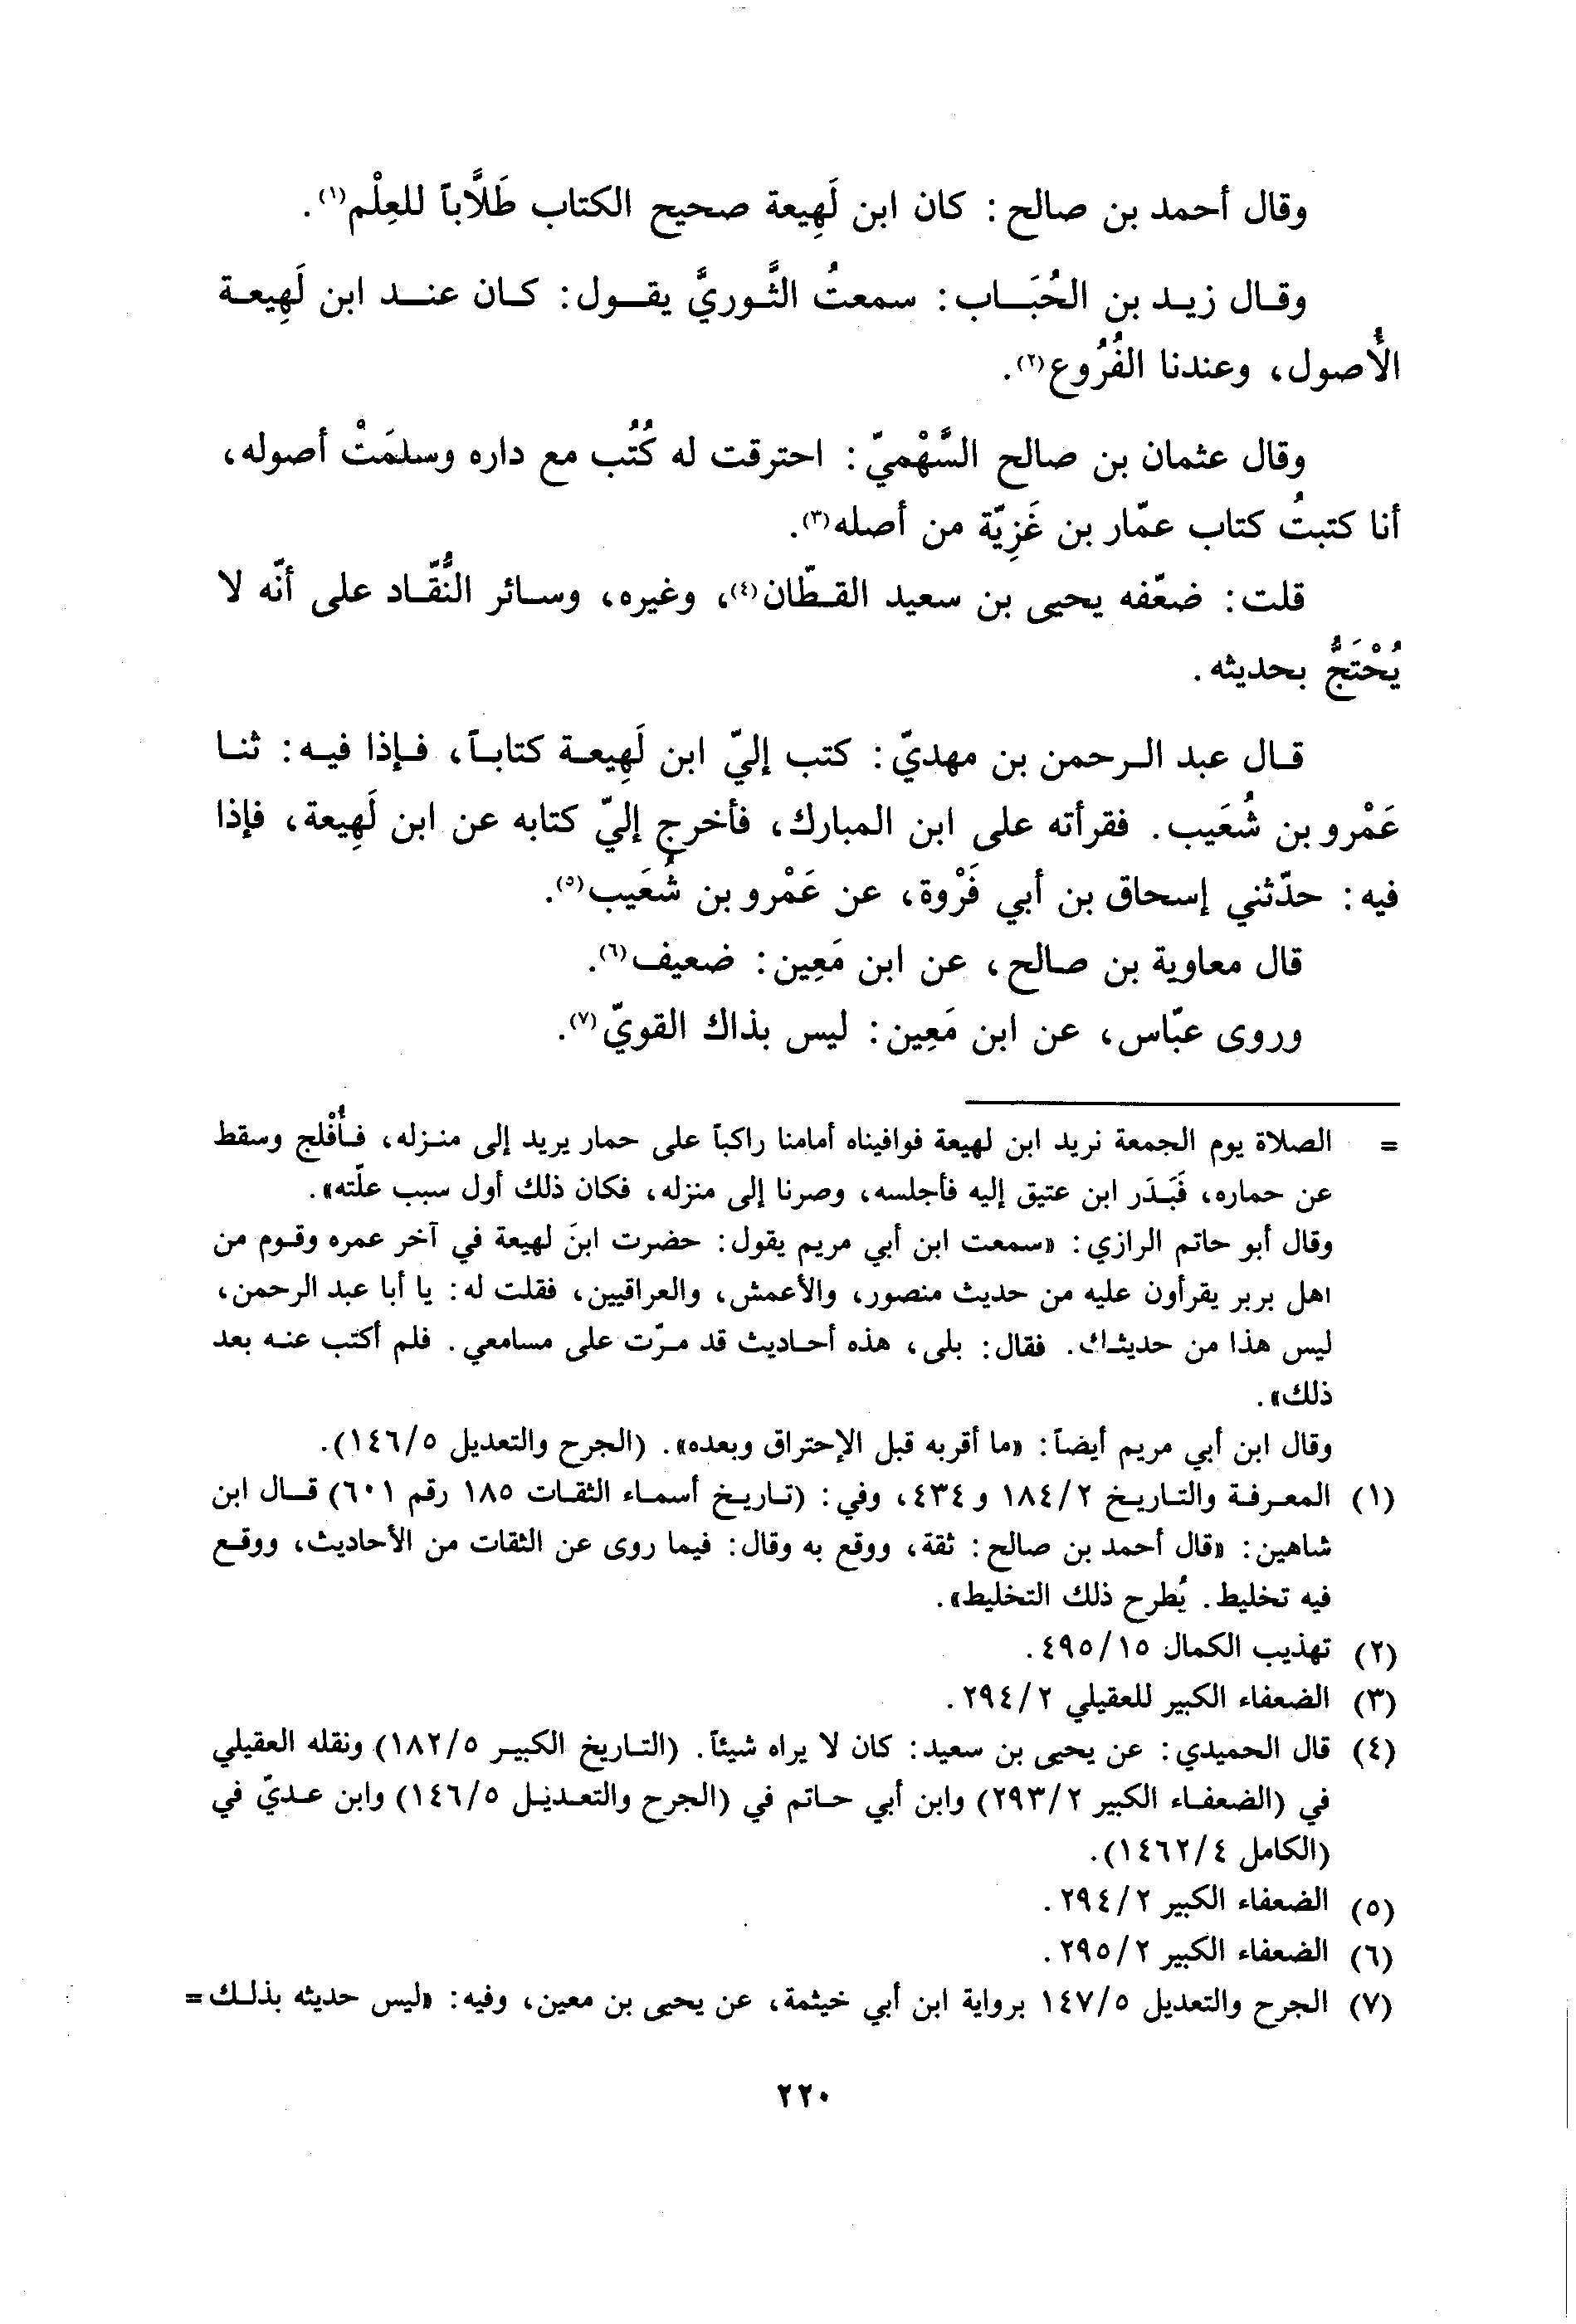 وقال أحمد بن صالح: كان ابن لَهِيعة صحيح الكتاب طَلَّاباً للعِلْم(١).
وقال زيد بن الحُبَاب: سمعتُ الثَّوريَّ يقول: كان عند ابن لَهِيعة
الأُصول، وعندنا الفُرُوع(٢).
وقال عثمان بن صالح السَّهْميّ: احترقت له كُتُب مع داره وسلمَتْ أصوله،
أنا كتبتُ كتاب عمّار بن غَزِيّة من أصله(٣).
قلت: ضعّفه يحيى بن سعيد القطّان(٤)، وغيره، وسائر النُّقّاد على أنّه لا
يُحْتَجُّ بحديثه.
قال عبد الرحمن بن مهديّ: كتب إليّ ابن لَهِيعة كتاباً، فإذا فيه: ثنا
عَمْرو بن شُعَيب. فقرأته على ابن المبارك، فأخرج إليّ كتابه عن ابن لَهِيعة، فإذا
فيه: حدّثني إسحاق بن أبي فَرْوة، عن عَمْرو بن شُعَيب(٥).
قال معاوية بن صالح، عن ابن مَعِين: ضعيف(٦).
وروى عبّاس، عن ابن مَعِين: ليس بذاك القويّ(٧).
= الصلاة يوم الجمعة نريد ابن لهيعة فوافيناه أمامنا راكباً على حمار يريد إلى منزله، فأُفْلج وسقط
عن حماره، فَبَدَر ابن عتيق إليه فأجلسه، وصرنا إلى منزله، فكان ذلك أول سبب علّته».
وقال أبو حاتم الرازي: «سمعت ابن أبي مريم يقول: حضرت ابنَ لهيعة في آخر عمره وقوم من
اهل بربر يقرأون عليه من حديث منصور، والأعمش، والعراقيين، فقلت له: يا أبا عبد الرحمن،
ليس هذا من حديثك. فقال: بلى، هذه أحاديث قد مرّت على مسامعي. فلم أكتب عنه بعد
ذلك».
وقال ابن أبي مريم أيضاً: «ما أقربه قبل الإحتراق وبعده». (الجرح والتعديل ١٤٦/٥).
(١) المعرفة والتاريخ ١٨٤/٢ و٤٣٤، وفي: (تاريخ أسماء الثقات ١٨٥ رقم ٦٠١) قال ابن
شاهين: «قال أحمد بن صالح: ثقة، ووقع به وقال: فيما روى عن الثقات من الأحاديث، ووقع
فيه تخليط. يُطرح ذلك التخليط».
(٢) تهذيب الكمال ٤٩٥/١٥.
(٣) الضعفاء الكبير للعقيلي ٢٩٤/٢.
(٤) قال الحميدي: عن يحيى بن سعيد: كان لا يراه شيئاً. (التاريخ الكبير ١٨٢/٥) ونقله العقيلي
في (الضعفاء الكبير ٢٩٣/٢) وابن أبي حاتم في (الجرح والتعديل ١٤٦/٥) وابن عديّ في
(الكامل ١٤٦٢/٤).
(٥) الضعفاء الكبير ٢٩٤/٢.
(٦) الضعفاء الكبير ٢٩٥/٢.
(٧) الجرح والتعديل ١٤٧/٥ برواية ابن أبي خيثمة، عن يحيى بن معين، وفيه: «ليس حديثه بذلك =
٢٢٠